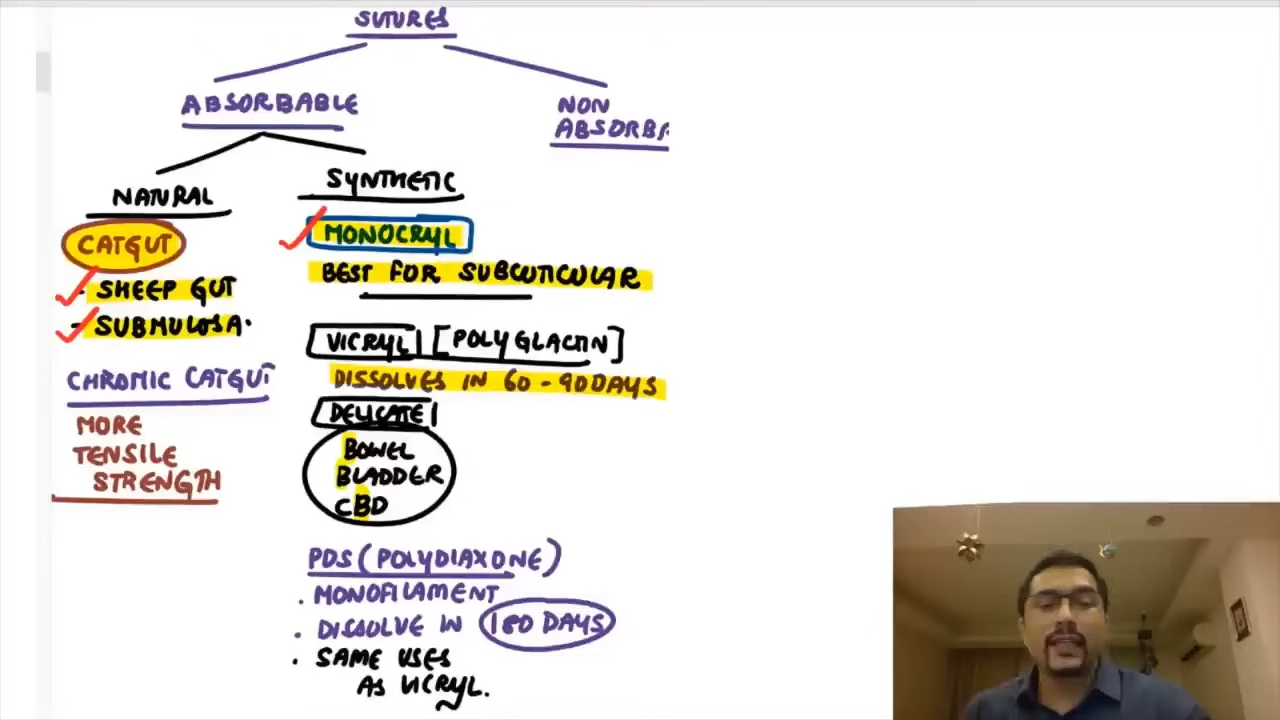 SUTURES
ABSORBABLE
NON
ABSORBA
NATURAL
CATGUT
- SHEEP GUT
- SUBMULOSA.
CHROMIC CATGUT
MORE
TENSILE
STRENGTH
SYNTHETIC
MONOCRYL
BEST FOR SUBCUTICULAR
VICRYL [POLYGLACTIN]
DISSOLVES IN 60 - 90 DAYS
DELICATE
BOWEL
BLADDER
CBD
PDS (POLYDIAXONE)
. MONOFILAMENT
. DISSOLVE IN 180 DAYS
. SAME USES
AS VICRYL.